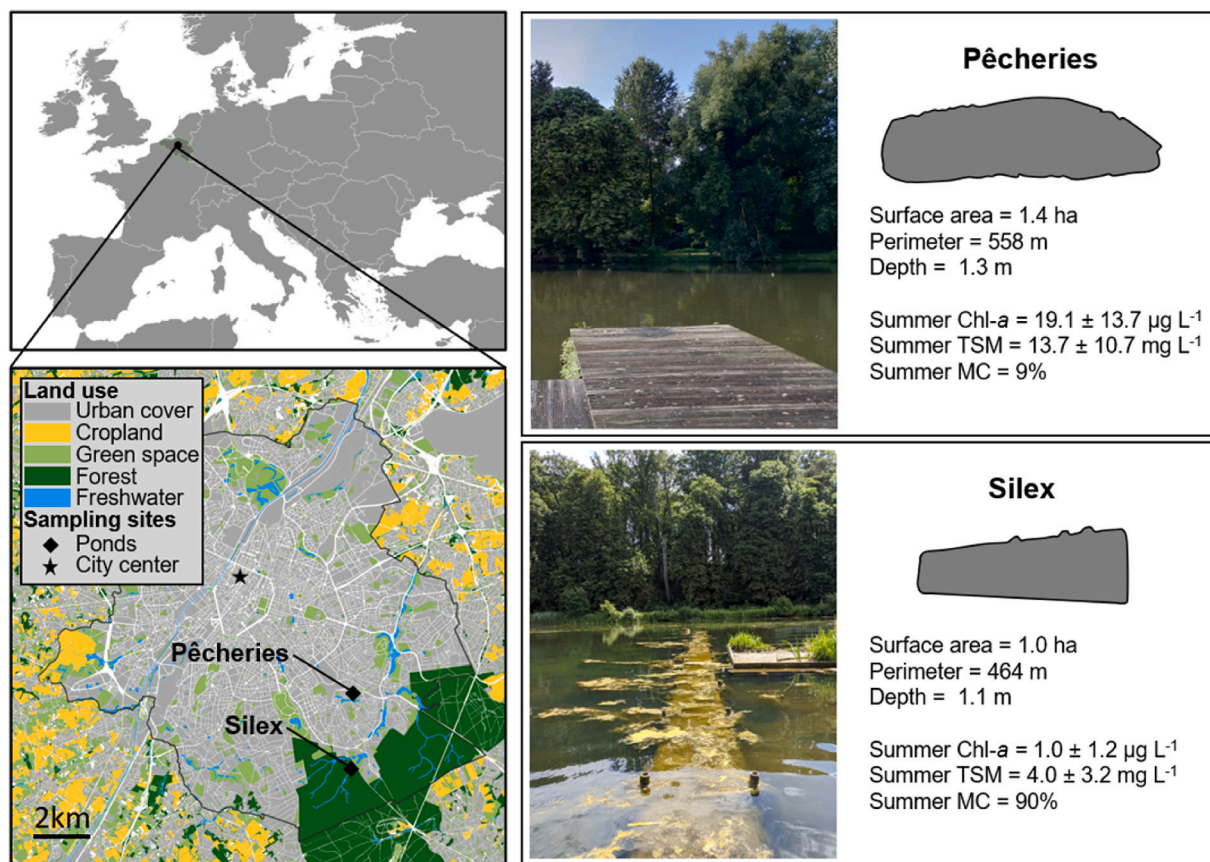 Land use
Urban cover
Cropland
Green space
Forest
Freshwater
Sampling sites
Ponds
City center
Pêcheries
Silex
2km
Pêcheries
Surface area = 1.4 ha
Perimeter = 558 m
Depth = 1.3 m
Summer Chl-a = 19.1 ± 13.7 µg L⁻¹
Summer TSM = 13.7 ± 10.7 mg L⁻¹
Summer MC = 9%
Silex
Surface area = 1.0 ha
Perimeter = 464 m
Depth = 1.1 m
Summer Chl-a = 1.0 ± 1.2 µg L⁻¹
Summer TSM = 4.0 ± 3.2 mg L⁻¹
Summer MC = 90%